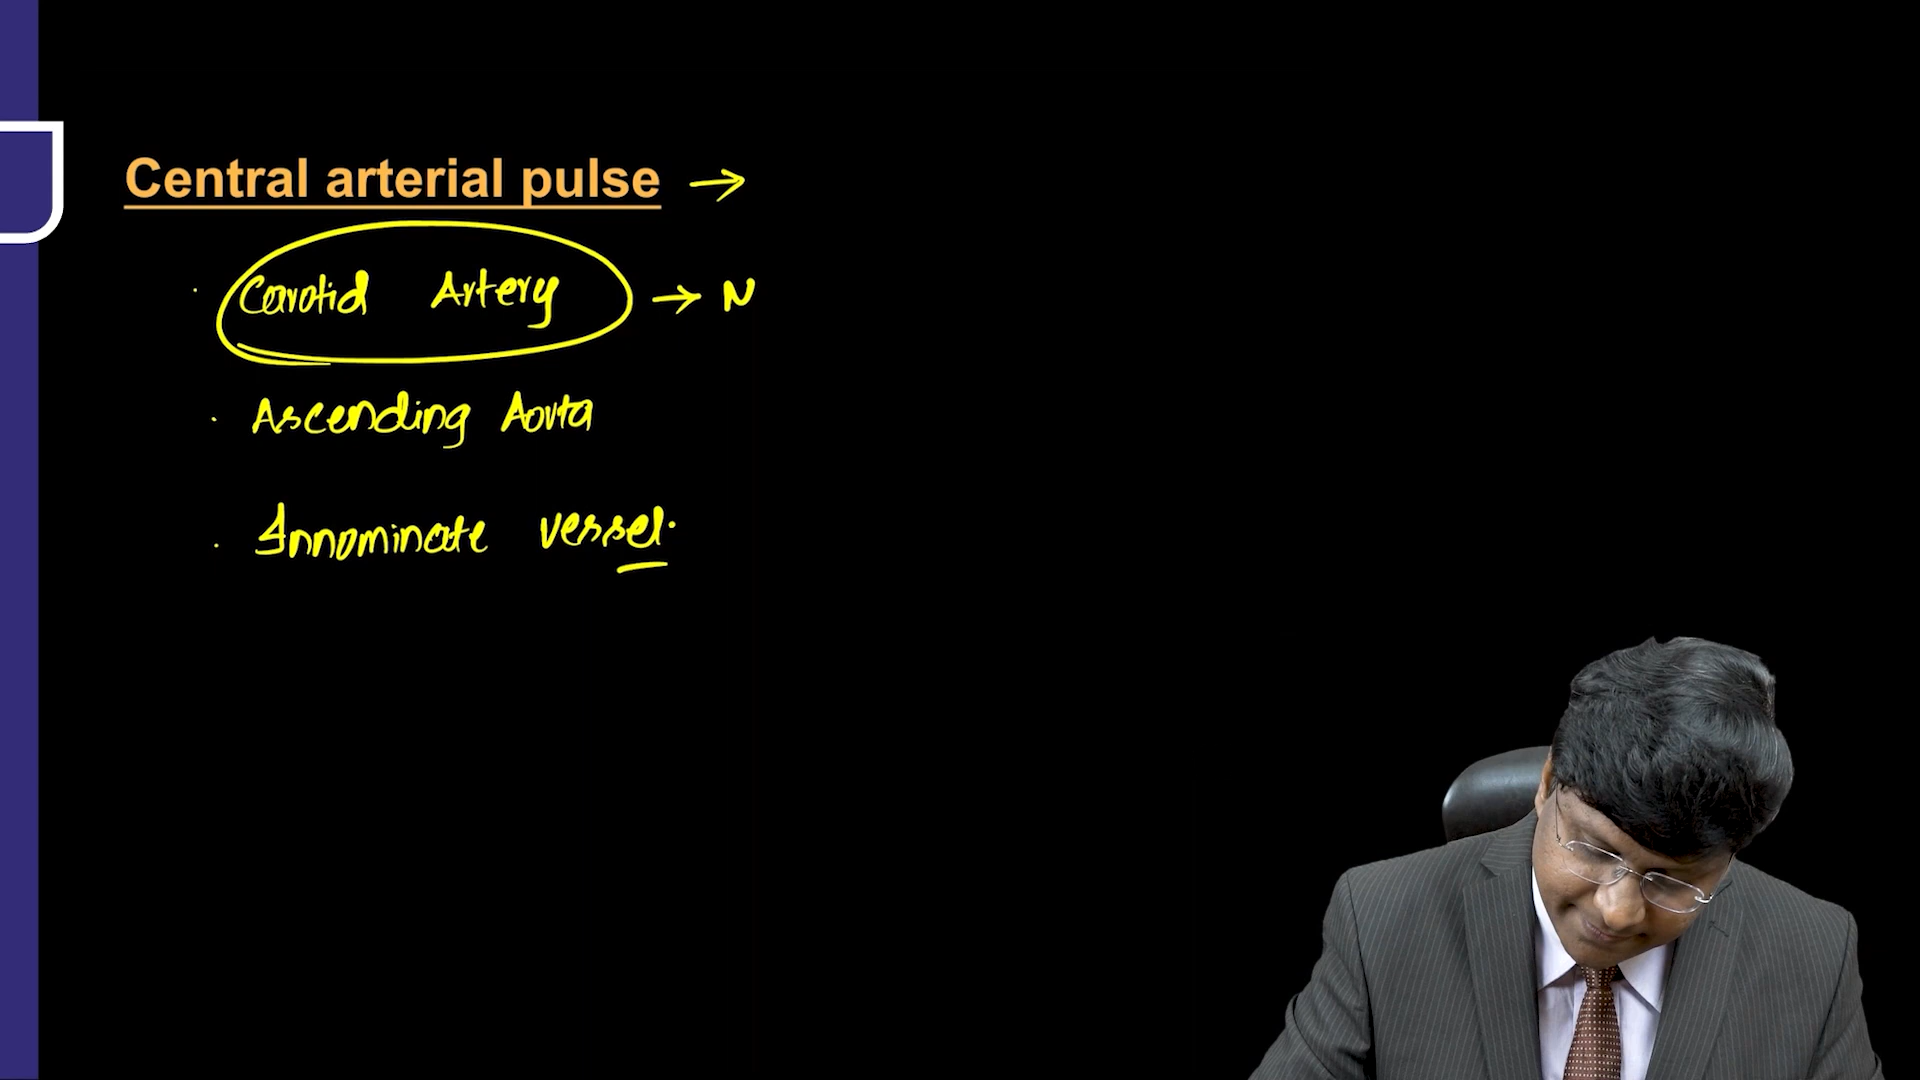 Central arterial pulse →
· Carotid Artery → N
· Ascending Aorta
· Innominate vessel.